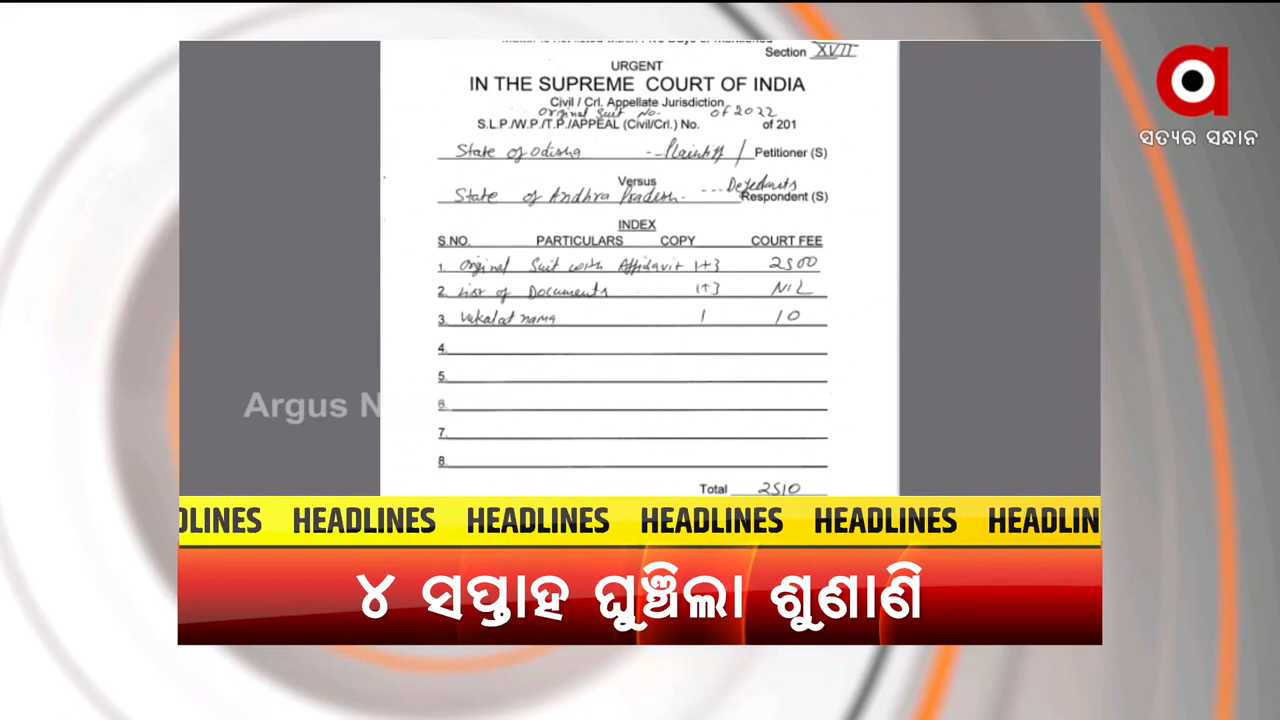 Section XVII
URGENT
IN THE SUPREME COURT OF INDIA
Civil / Crl. Appellate Jurisdiction
Original Suit No. of 2022
S.L.P./W.P./T.P./APPEAL (Civil/Crl.) No. of 201
State of Odisha ---Plaintiff / Petitioner (S)
Versus
State of Andhra Pradesh. ---Defedants Respondent (S)
INDEX
S.NO. PARTICULARS COPY COURT FEE
1. Original Suit with Affidavit 1+3 2500
2. List of Documents 1+3 NIL
3. Vakalatnama 1 10
4.
5.
6.
7.
8.
Total 2510
Argus N
ସତ୍ୟର ସନ୍ଧାନ
DLINES HEADLINES HEADLINES HEADLINES HEADLINES HEADLIN
୪ ସପ୍ତାହ ଘୁଞ୍ଚିଲା ଶୁଣାଣି